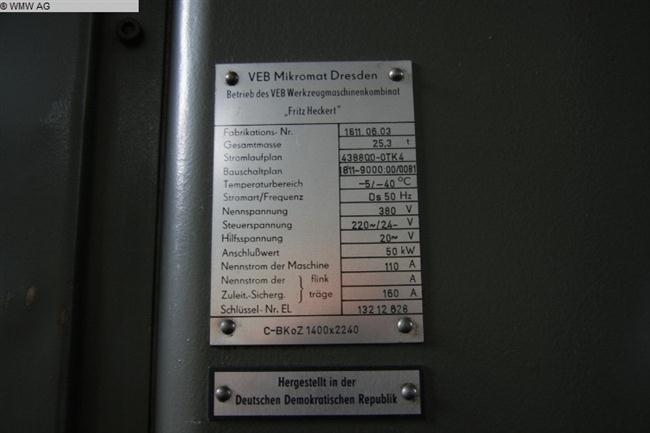 © WMW AG
VEB Mikromat Dresden
Betrieb des VEB Werkzeugmaschinenkombinat
„Fritz Heckert"
Fabrikations- Nr. 1811.06.03
Gesamtmasse 25,3 t
Stromlaufplan 438800-0TK4
Bauschaltplan 1811-9000:00/0081
Temperaturbereich -5/-40 °C
Stromart/Frequenz Ds 50 Hz
Nennspannung 380 V
Steuerspannung 220~/24- V
Hilfsspannung 20~ V
Anschlußwert 50 kW
Nennstrom der Maschine 110 A
Nennstrom der flink A
Zuleit.-Sicherg. träge 160 A
Schlüssel- Nr. EL 132 12 828
C-BKoZ 1400x2240
Hergestellt in der
Deutschen Demokratischen Republik